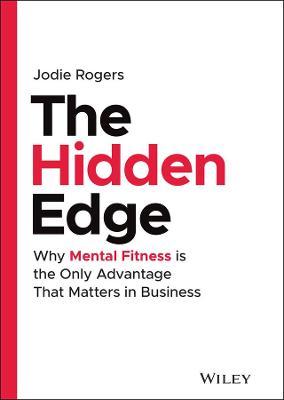 Jodie Rogers
The
Hidden
Edge
Why Mental Fitness is
the Only Advantage
That Matters in Business
WILEY